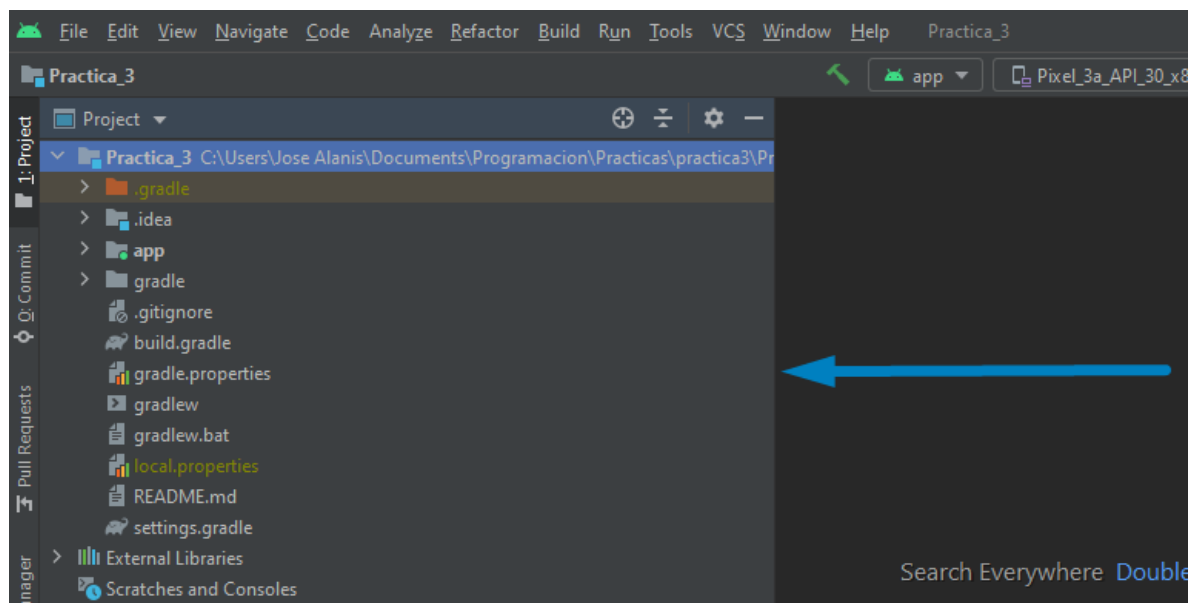 File Edit View Navigate Code Analyze Refactor Build Run Tools VCS Window Help Practica_3
Practica_3 app Pixel_3a_API_30_x8
Project
1: Project
0: Commit
Pull Requests
Practica_3 C:\Users\Jose Alanis\Documents\Programacion\Practicas\practica3\Pr
.gradle
.idea
app
gradle
.gitignore
build.gradle
gradle.properties
gradlew
gradlew.bat
local.properties
README.md
settings.gradle
External Libraries
Scratches and Consoles
Search Everywhere Double